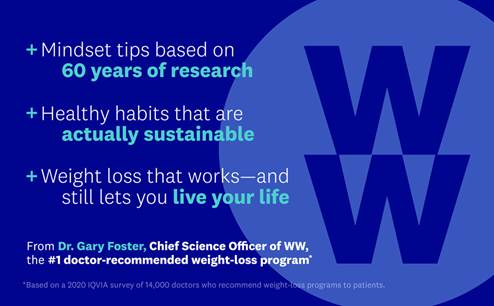 + Mindset tips based on
60 years of research
+ Healthy habits that are
actually sustainable
+ Weight loss that works—and
still lets you live your life
From Dr. Gary Foster, Chief Science Officer of WW,
the #1 doctor-recommended weight-loss program*
*Based on a 2020 IQVIA survey of 14,000 doctors who recommend weight-loss programs to patients.
W
W